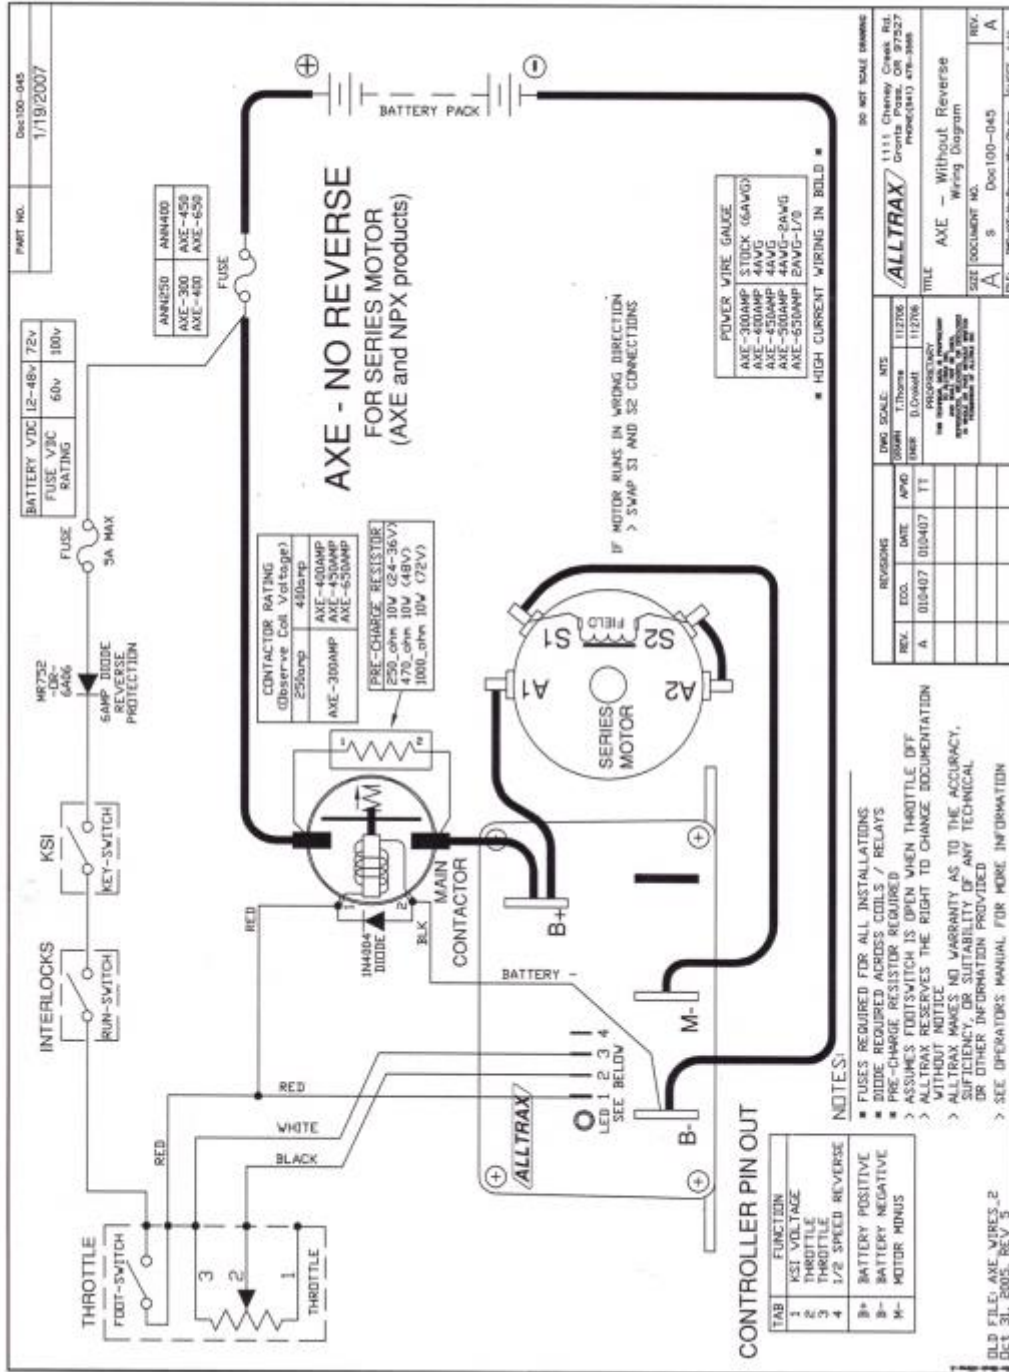 PART NO.
Doc100-045
1/19/2007
BATTERY VDC 12-48v 72v
FUSE VDC RATING 60v 100v
ANN250 ANN400
AXE-300 AXE-450
AXE-400 AXE-650
FUSE
FUSE
5A MAX
MR752
-OR-
6A06
6AMP DIODE
REVERSE
PROTECTION
KSI
KEY-SWITCH
INTERLOCKS
RUN-SWITCH
THROTTLE
FOOT-SWITCH
3
2
1
THROTTLE
RED
RED
WHITE
BLACK
RED
BLK
BATTERY -
1N4004
DIODE
1
2
MAIN
CONTACTOR
1
2
CONTACTOR RATING
(Observe Coil Voltage)
250amp 400amp
AXE-300AMP AXE-400AMP
AXE-450AMP
AXE-650AMP
PRE-CHARGE RESISTOR
250_ohm 10W (24-36V)
470_ohm 10W (48V)
1000_ohm 10W (72V)
AXE - NO REVERSE
FOR SERIES MOTOR
(AXE and NPX products)
+
BATTERY PACK
-
IF MOTOR RUNS IN WRONG DIRECTION
> SWAP S1 AND S2 CONNECTIONS
POWER WIRE GAUGE
AXE-300AMP STOCK (6AWG)
AXE-400AMP 4AWG
AXE-450AMP 4AWG
AXE-500AMP 4AWG-2AWG
AXE-650AMP 2AWG-1/0
* HIGH CURRENT WIRING IN BOLD *
SERIES
MOTOR
A1
A2
S1
S2
FIELD
B+
M-
B-
ALLTRAX
LED 1 2 3 4
SEE BELOW
CONTROLLER PIN OUT
TAB FUNCTION
1 KSI VOLTAGE
2 THROTTLE
3 THROTTLE
4 1/2 SPEED REVERSE
B+ BATTERY POSITIVE
B- BATTERY NEGATIVE
M- MOTOR MINUS
NOTES:
* FUSES REQUIRED FOR ALL INSTALLATIONS
* DIODE REQUIRED ACROSS COILS / RELAYS
* PRE-CHARGE RESISTOR REQUIRED
> ASSUMES FOOTSWITCH IS OPEN WHEN THROTTLE OFF
> ALLTRAX RESERVES THE RIGHT TO CHANGE DOCUMENTATION
WITHOUT NOTICE
> ALLTRAX MAKES NO WARRANTY AS TO THE ACCURACY,
SUFICIENCY, OR SUITABILITY OF ANY TECHNICAL
OR OTHER INFORMATION PROVIDED
> SEE OPERATORS MANUAL FOR MORE INFORMATION
OLD FILE: AXE_WIRES_2
Oct 31, 2005, REV 5
REVISIONS
REV. ECO. DATE APVD
A 010407 010407 TT
DWG SCALE: NTS
DRAWN T.Thorne 112706
ENGR 112706
PROPRIETARY
DO NOT SCALE DRAWING
ALLTRAX
1111 Cheney Creek Rd.
Grants Pass, OR 97527
TITLE
AXE - Without Reverse
Wiring Diagram
SIZE DOCUMENT NO. REV.
A S Doc100-045 A